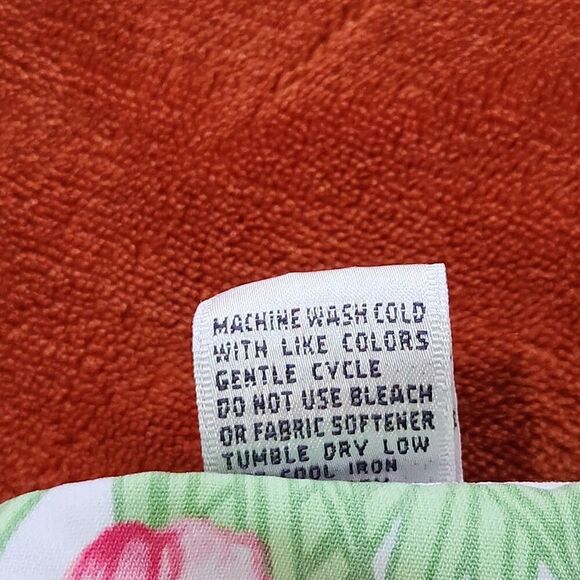 MACHINE WASH COLD
WITH LIKE COLORS
GENTLE CYCLE
DO NOT USE BLEACH
OR FABRIC SOFTENER
TUMBLE DRY LOW
COOL IRON